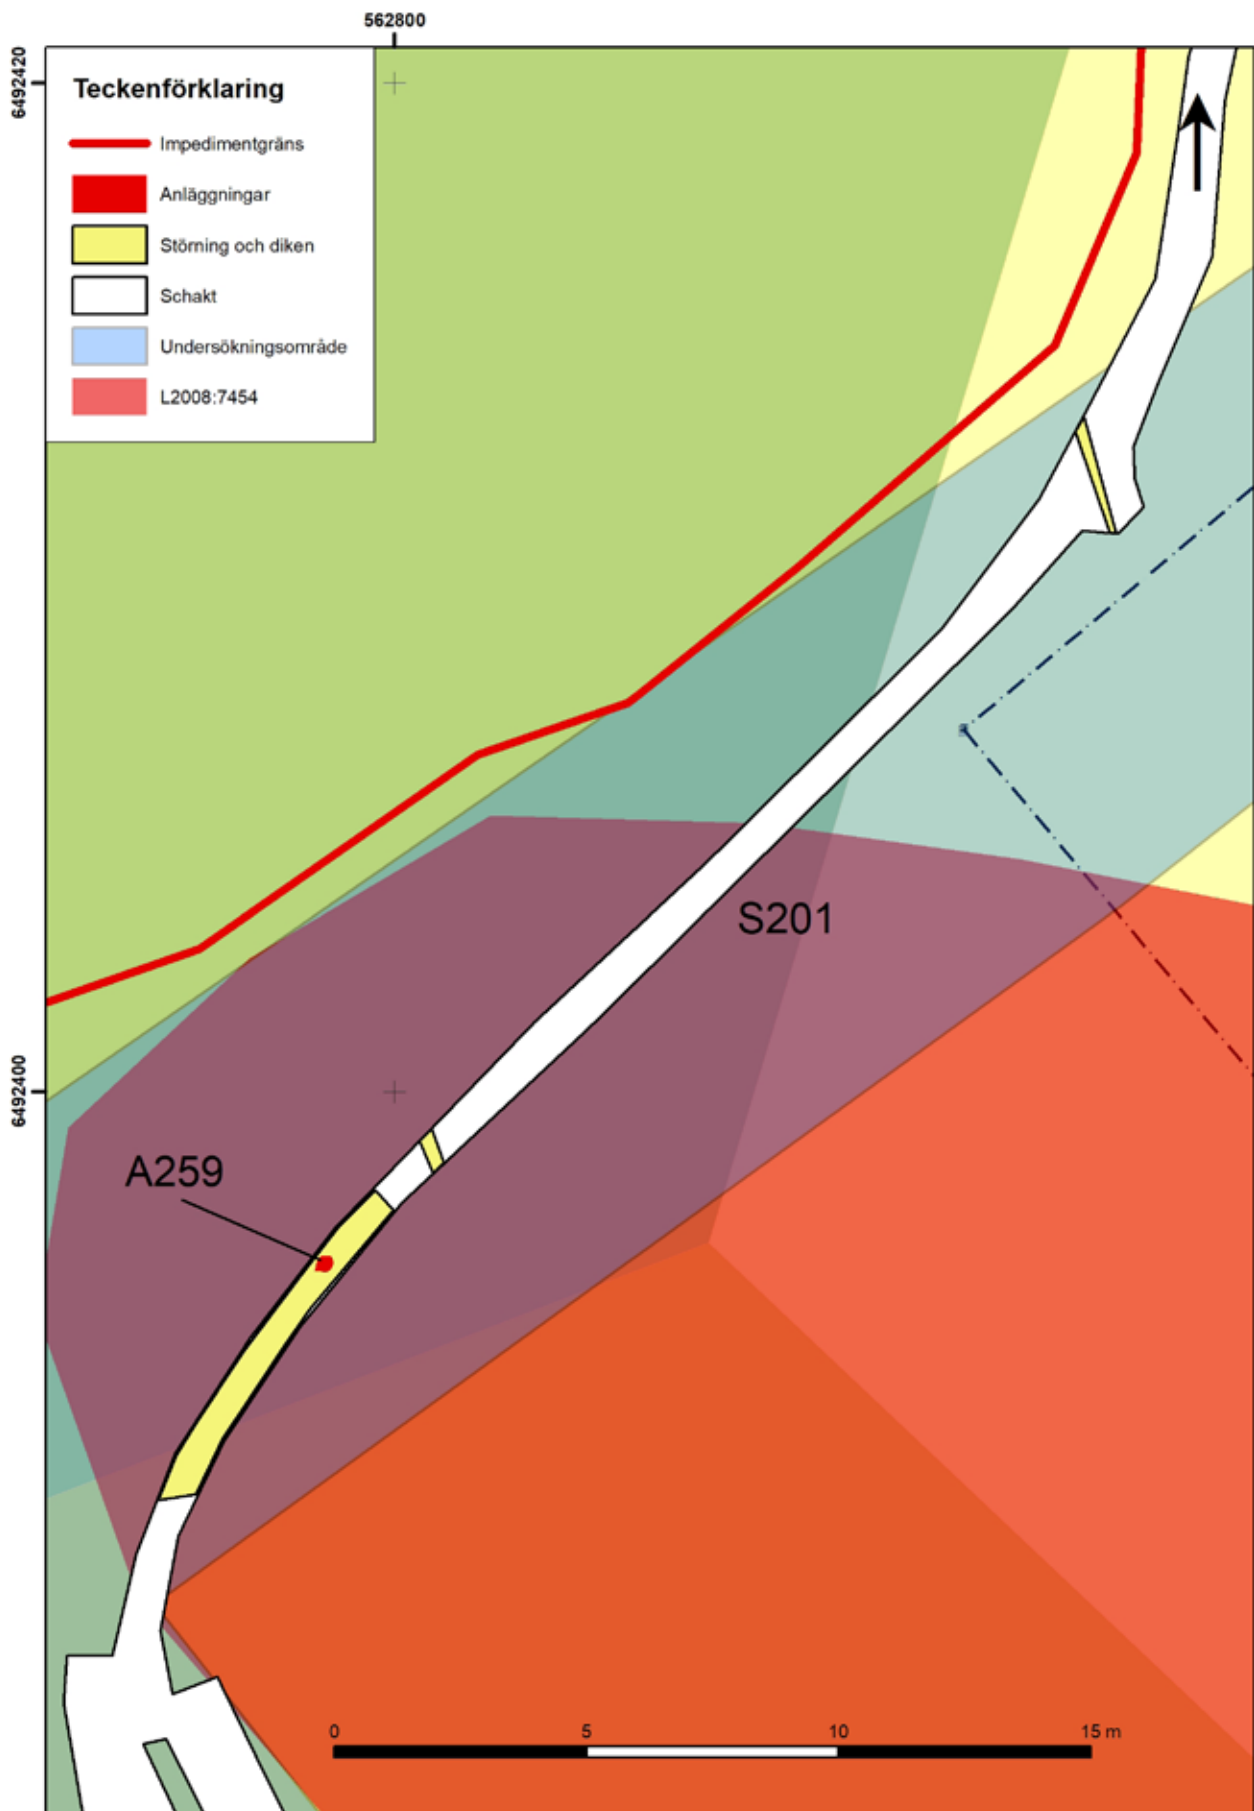 562800
6492420
Teckenförklaring
Impedimentgräns
Anläggningar
Störning och diken
Schakt
Undersökningsområde
L2008:7454
S201
6492400
A259
0 5 10 15 m